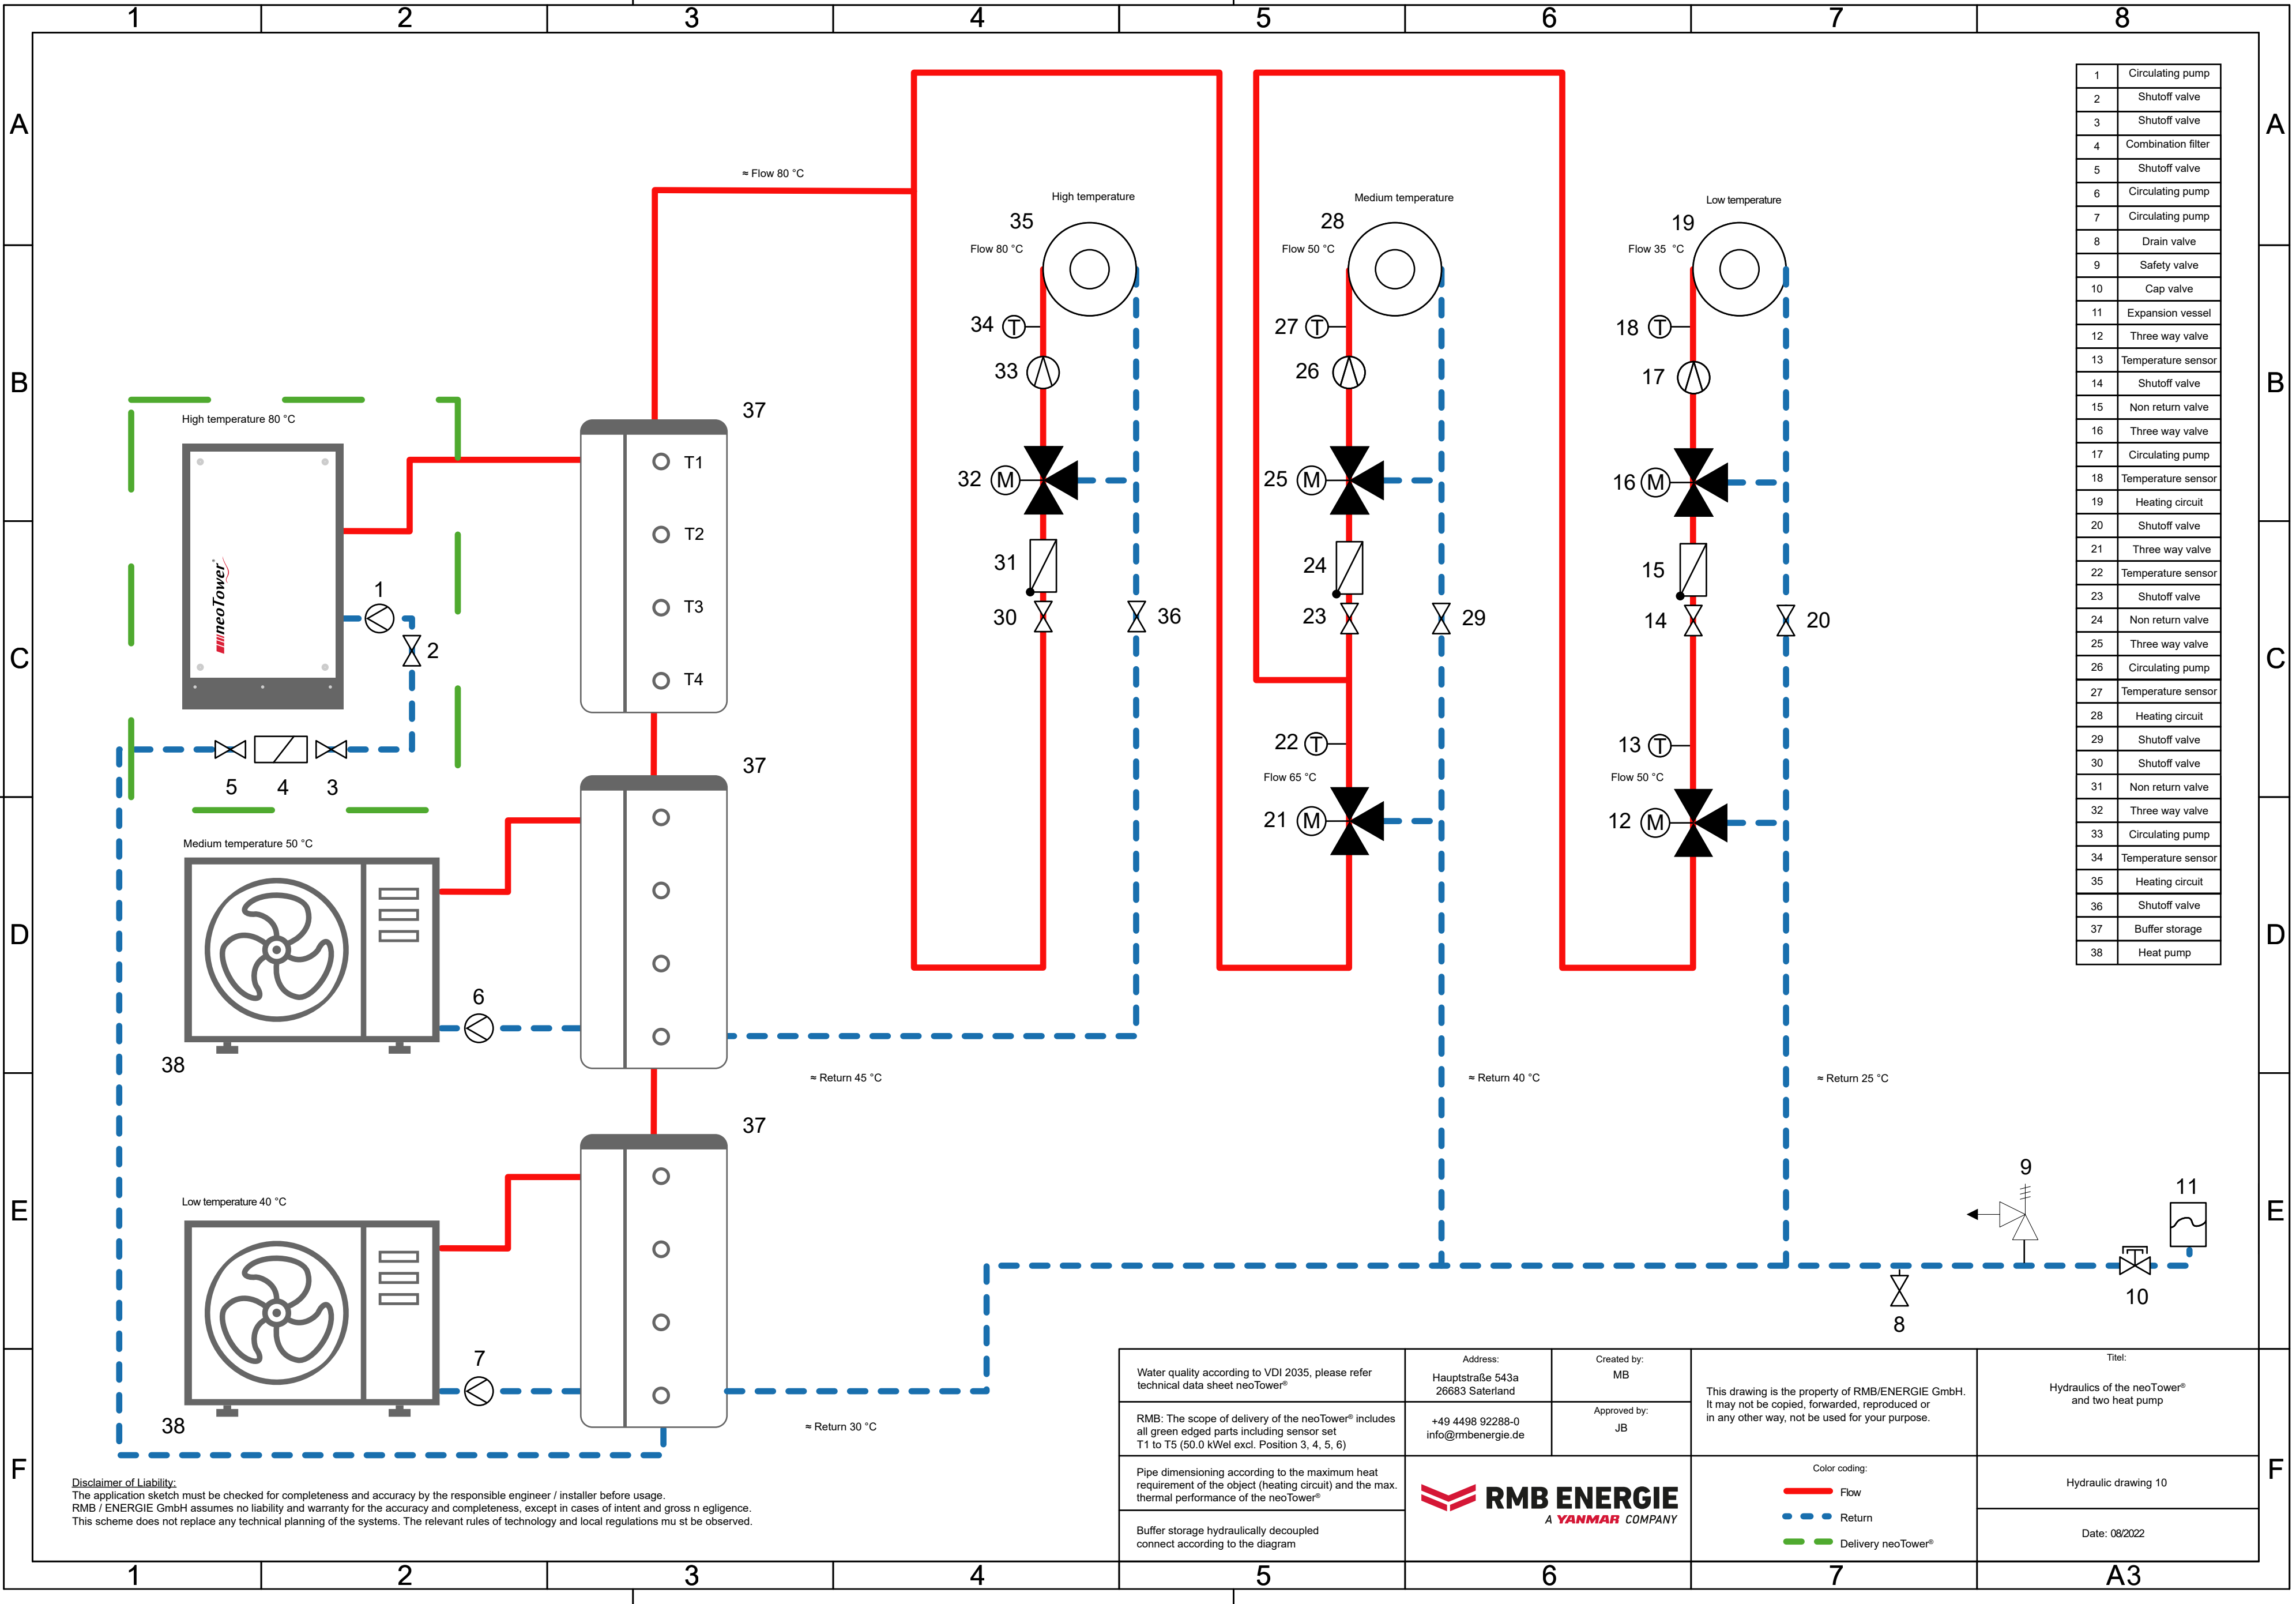 1 2 3 4 5 6 7 8
A A
B B
C C
D D
E E
F F
1 Circulating pump
2 Shutoff valve
3 Shutoff valve
4 Combination filter
5 Shutoff valve
6 Circulating pump
7 Circulating pump
8 Drain valve
9 Safety valve
10 Cap valve
11 Expansion vessel
12 Three way valve
13 Temperature sensor
14 Shutoff valve
15 Non return valve
16 Three way valve
17 Circulating pump
18 Temperature sensor
19 Heating circuit
20 Shutoff valve
21 Three way valve
22 Temperature sensor
23 Shutoff valve
24 Non return valve
25 Three way valve
26 Circulating pump
27 Temperature sensor
28 Heating circuit
29 Shutoff valve
30 Shutoff valve
31 Non return valve
32 Three way valve
33 Circulating pump
34 Temperature sensor
35 Heating circuit
36 Shutoff valve
37 Buffer storage
38 Heat pump
≈ Flow 80 °C
High temperature
35
Flow 80 °C
34 T
33
32 M
31
30
36
Medium temperature
28
Flow 50 °C
27 T
26
25 M
24
23
29
22 T
Flow 65 °C
21 M
Low temperature
19
Flow 35 °C
18 T
17
16 M
15
14
20
13 T
Flow 50 °C
12 M
High temperature 80 °C
neoTower®
1
2
5 4 3
37
T1
T2
T3
T4
Medium temperature 50 °C
37
6
38
≈ Return 45 °C
≈ Return 40 °C
≈ Return 25 °C
Low temperature 40 °C
37
7
38
≈ Return 30 °C
9
11
10
8
Disclaimer of Liability:
The application sketch must be checked for completeness and accuracy by the responsible engineer / installer before usage.
RMB / ENERGIE GmbH assumes no liability and warranty for the accuracy and completeness, except in cases of intent and gross n egligence.
This scheme does not replace any technical planning of the systems. The relevant rules of technology and local regulations mu st be observed.
Water quality according to VDI 2035, please refer
technical data sheet neoTower®
RMB: The scope of delivery of the neoTower® includes
all green edged parts including sensor set
T1 to T5 (50.0 kWel excl. Position 3, 4, 5, 6)
Pipe dimensioning according to the maximum heat
requirement of the object (heating circuit) and the max.
thermal performance of the neoTower®
Buffer storage hydraulically decoupled
connect according to the diagram
Address:
Hauptstraße 543a
26683 Saterland
+49 4498 92288-0
info@rmbenergie.de
Created by:
MB
Approved by:
JB
RMB ENERGIE
A YANMAR COMPANY
This drawing is the property of RMB/ENERGIE GmbH.
It may not be copied, forwarded, reproduced or
in any other way, not be used for your purpose.
Color coding:
Flow
Return
Delivery neoTower®
Titel:
Hydraulics of the neoTower®
and two heat pump
Hydraulic drawing 10
Date: 08/2022
1 2 3 4 5 6 7 A3